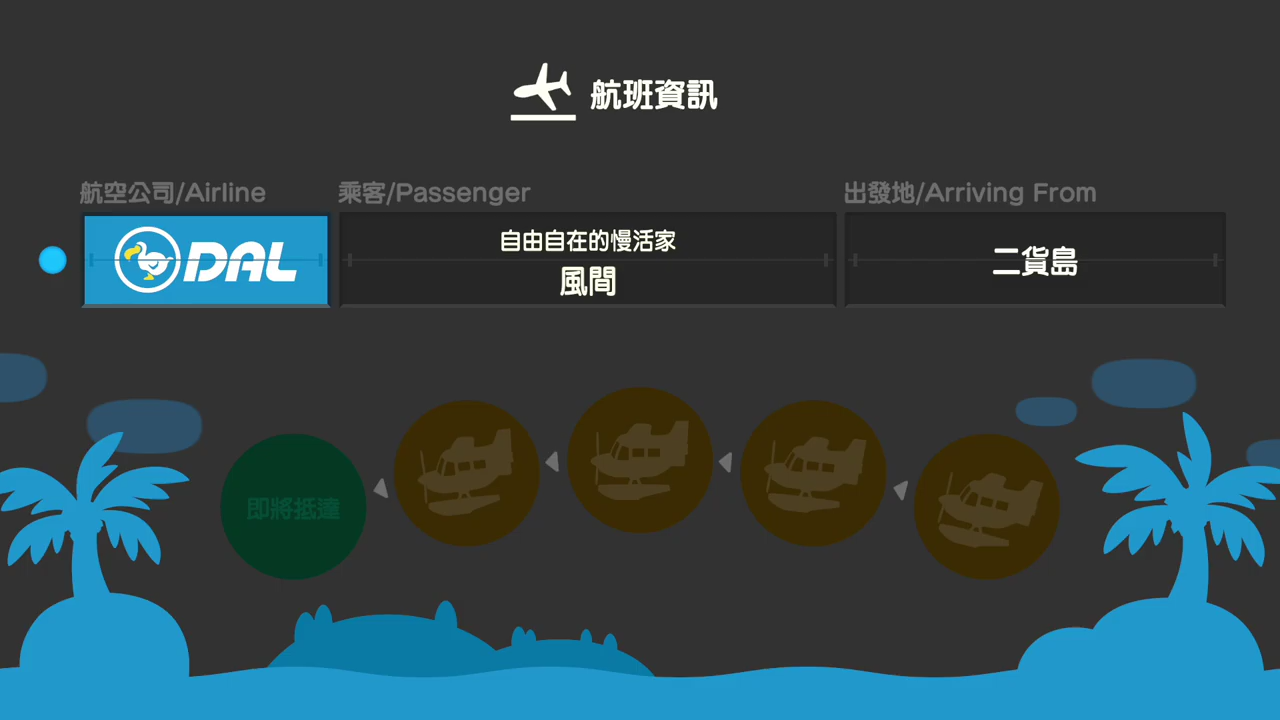 航班資訊
航空公司/Airline
乘客/Passenger
出發地/Arriving From
DAL
自由自在的慢活家
風間
二貨島
即將抵達